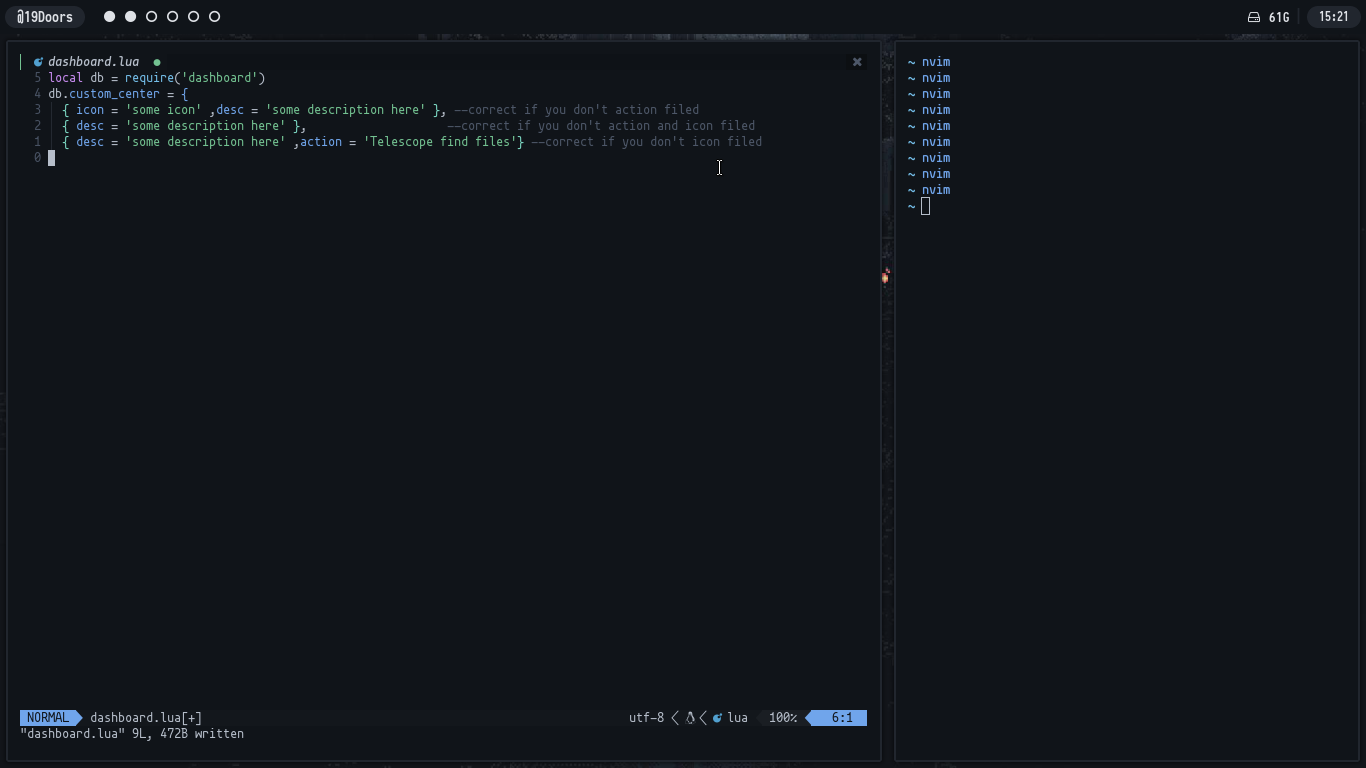 @19Doors
61G
15:21
dashboard.lua
5 local db = require('dashboard')
4 db.custom_center = {
3 { icon = 'some icon' ,desc = 'some description here' }, --correct if you don't action filed
2 { desc = 'some description here' }, --correct if you don't action and icon filed
1 { desc = 'some description here' ,action = 'Telescope find files'} --correct if you don't icon filed
0
NORMAL dashboard.lua[+] utf-8 lua 100% 6:1
"dashboard.lua" 9L, 472B written
~ nvim
~ nvim
~ nvim
~ nvim
~ nvim
~ nvim
~ nvim
~ nvim
~ nvim
~